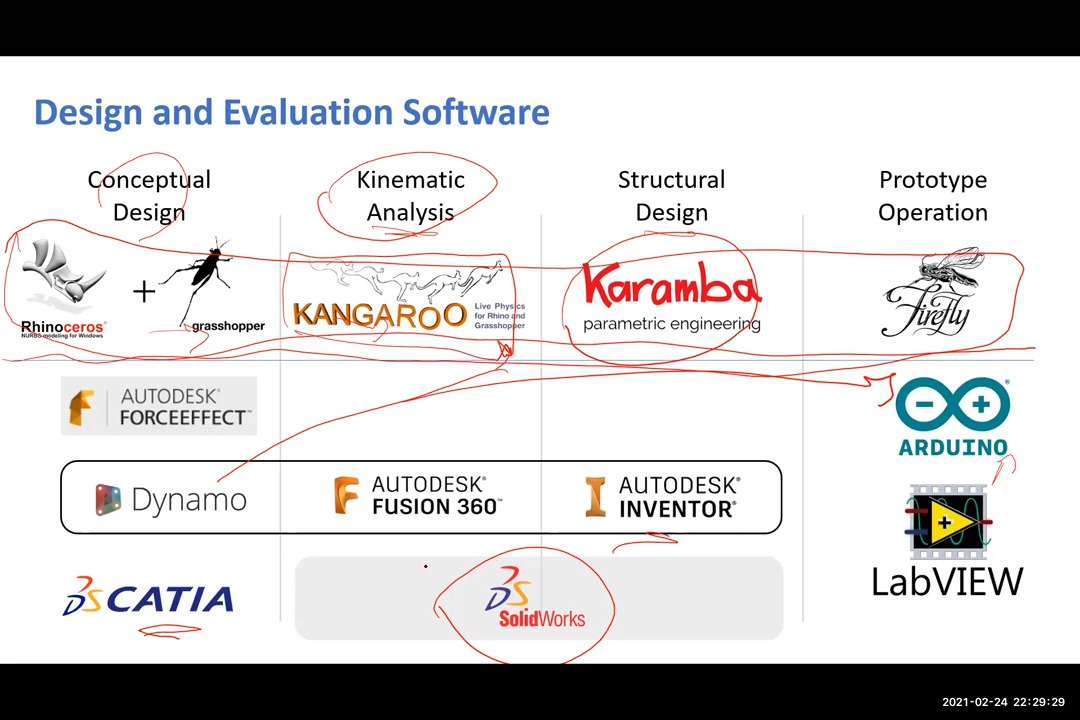 Design and Evaluation Software
Conceptual
Design
Kinematic
Analysis
Structural
Design
Prototype
Operation
Rhinoceros®
NURBS modeling for Windows
+
grasshopper
KANGAROO
Live Physics
for Rhino and
Grasshopper
Karamba
parametric engineering
Firefly
AUTODESK®
FORCEEFFECT™
ARDUINO
Dynamo
AUTODESK®
FUSION 360™
AUTODESK®
INVENTOR®
LabVIEW
CATIA
SolidWorks
2021-02-24 22:29:29